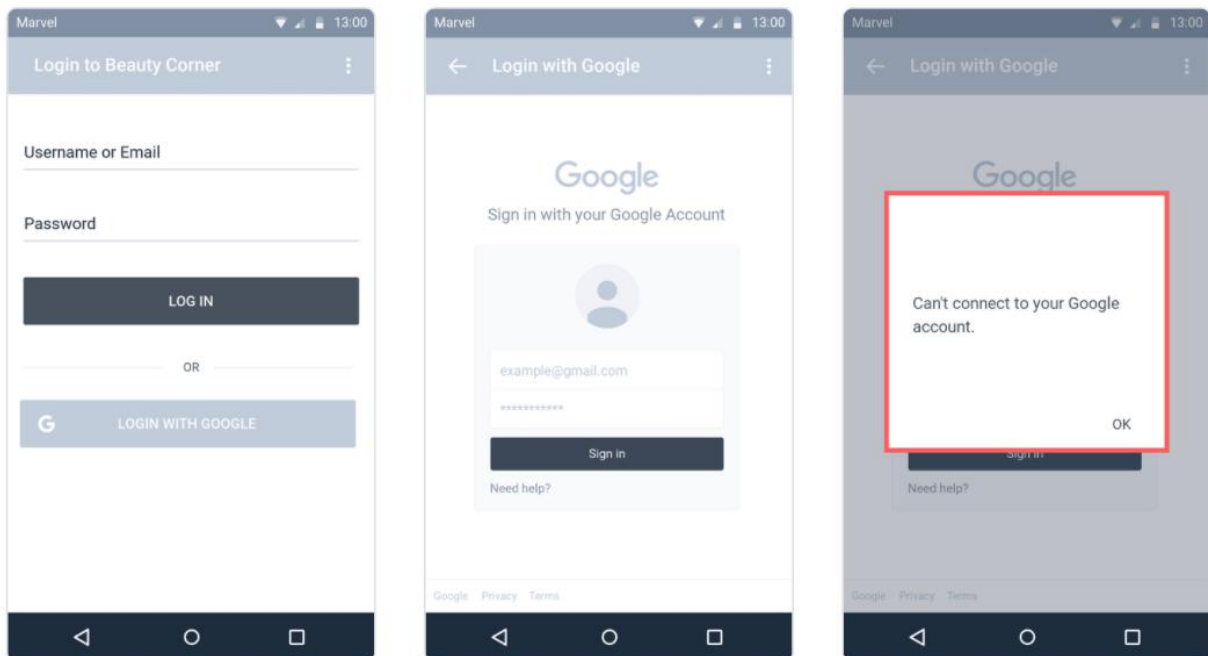 Marvel 13:00
Login to Beauty Corner
Username or Email
Password
LOG IN
OR
G LOGIN WITH GOOGLE
Marvel 13:00
Login with Google
Google
Sign in with your Google Account
example@gmail.com
***********
Sign in
Need help?
Google Privacy Terms
Marvel 13:00
Login with Google
Google
Can't connect to your Google
account.
OK
Sign in
Need help?
Google Privacy Terms